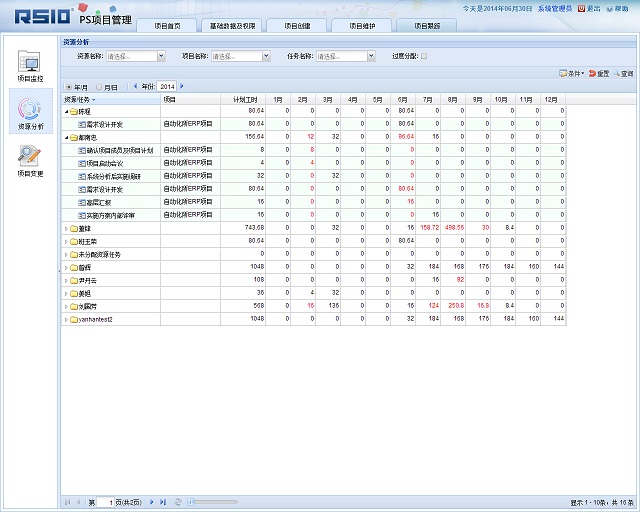 RSIO PS项目管理
今天是2014年06月30日 系统管理员 退出 帮助
项目首页 基础数据及权限 项目创建 项目维护 项目跟踪
项目监控
资源分析
项目变更
资源分析
资源名称: 请选择... 项目名称: 请选择... 任务名称: 请选择... 过度分配:
条件 重置 查询
年/月 月/日 年份: 2014
资源/任务 项目 计划工时 1月 2月 3月 4月 5月 6月 7月 8月 9月 10月 11月 12月
陈程 80.64 0 0 0 0 0 80.64 0 0 0 0 0 0
需求设计开发 自动化所ERP项目 80.64 0 0 0 0 0 80.64 0 0 0 0 0 0
156.64 0 12 32 0 0 96.64 16 0 0 0 0 0
确认项目成员及项目计划 自动化所ERP项目 8 0 8 0 0 0 0 0 0 0 0 0 0
项目启动会议 自动化所ERP项目 4 0 4 0 0 0 0 0 0 0 0 0 0
系统分析后实施调研 自动化所ERP项目 32 0 0 32 0 0 0 0 0 0 0 0 0
需求设计开发 自动化所ERP项目 80.64 0 0 0 0 0 80.64 0 0 0 0 0 0
高层汇报 自动化所ERP项目 16 0 0 0 0 0 16 0 0 0 0 0 0
实施方案内部评审 自动化所ERP项目 16 0 0 0 0 0 0 16 0 0 0 0 0
743.68 0 0 32 0 0 16 158.72 498.56 30 8.4 0 0
班玉荣 80.64 0 0 0 0 0 80.64 0 0 0 0 0 0
未分配资源任务 0 0 0 0 0 0 0 0 0 0 0 0 0
曾辉 1048 0 0 0 0 0 32 184 168 176 184 160 144
尹丹云 108 0 0 0 0 0 0 16 92 0 0 0 0
姜旭 36 0 4 32 0 0 0 0 0 0 0 0 0
刘国芳 568 0 16 136 0 0 16 124 250.8 16.8 8.4 0 0
yanhantest2 1048 0 0 0 0 0 32 184 168 176 184 160 144
第 1 页(共2页)
显示 1 - 10条，共 16 条